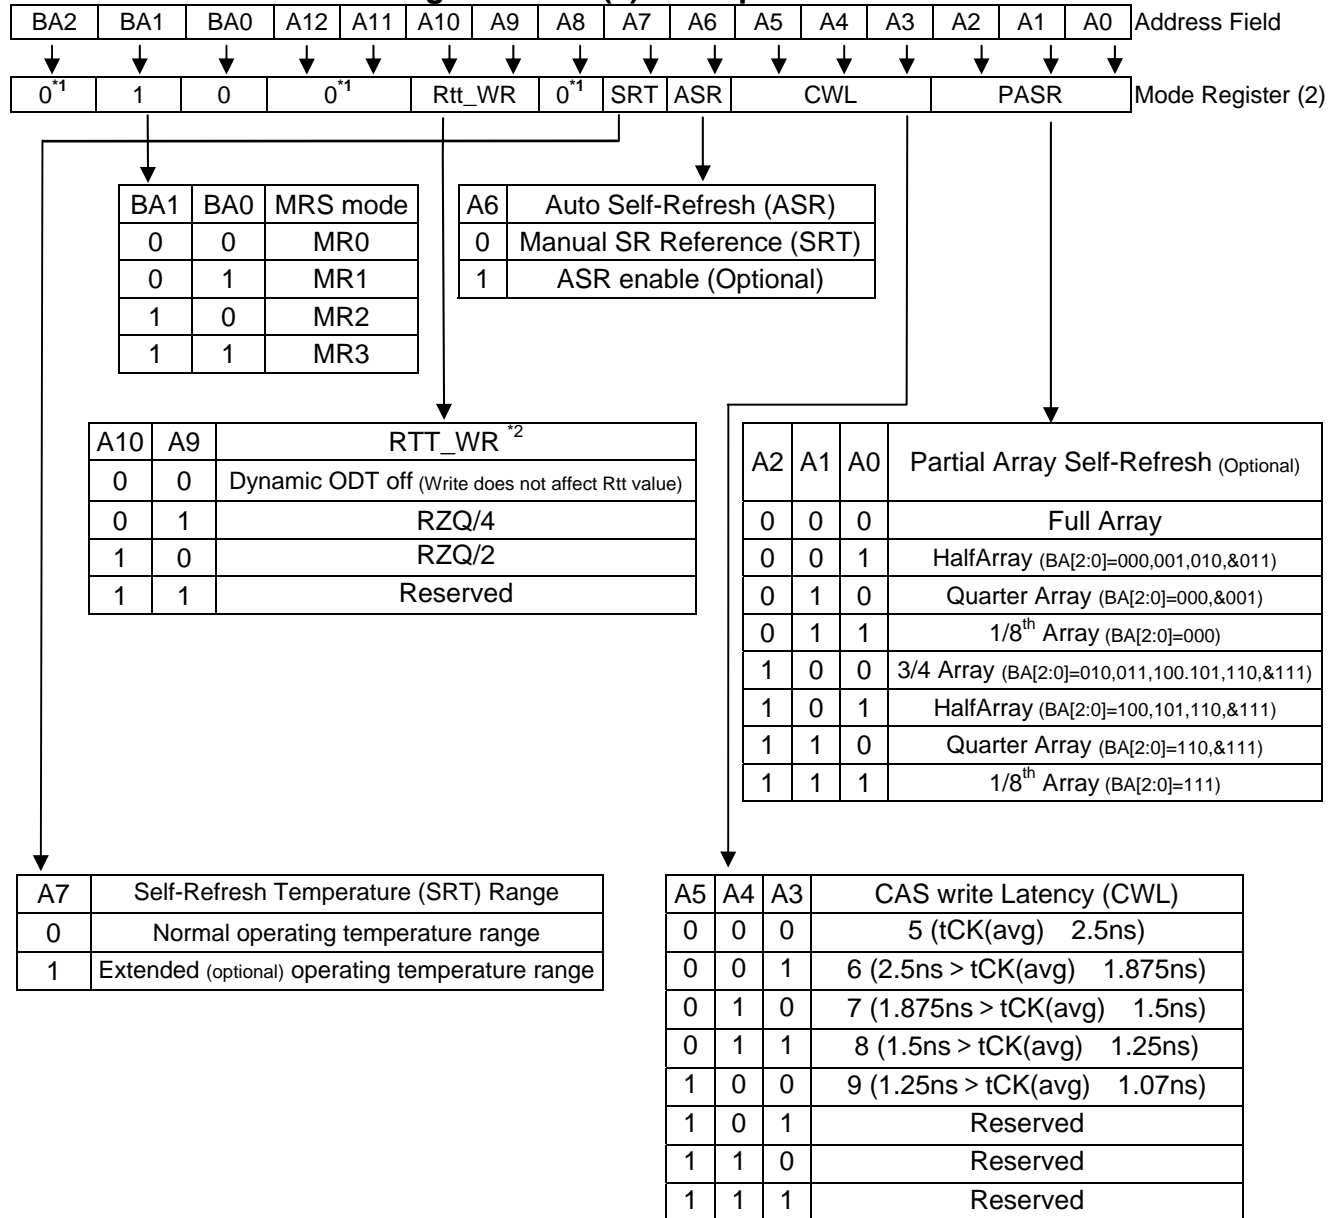 BA2 BA1 BA0 A12 A11 A10 A9 A8 A7 A6 A5 A4 A3 A2 A1 A0 Address Field
0*1 1 0 0*1 Rtt_WR 0*1 SRT ASR CWL PASR Mode Register (2)
BA1 BA0 MRS mode
0 0 MR0
0 1 MR1
1 0 MR2
1 1 MR3
A6 Auto Self-Refresh (ASR)
0 Manual SR Reference (SRT)
1 ASR enable (Optional)
A10 A9 RTT_WR *2
0 0 Dynamic ODT off (Write does not affect Rtt value)
0 1 RZQ/4
1 0 RZQ/2
1 1 Reserved
A2 A1 A0 Partial Array Self-Refresh (Optional)
0 0 0 Full Array
0 0 1 HalfArray (BA[2:0]=000,001,010,&011)
0 1 0 Quarter Array (BA[2:0]=000,&001)
0 1 1 1/8th Array (BA[2:0]=000)
1 0 0 3/4 Array (BA[2:0]=010,011,100.101,110,&111)
1 0 1 HalfArray (BA[2:0]=100,101,110,&111)
1 1 0 Quarter Array (BA[2:0]=110,&111)
1 1 1 1/8th Array (BA[2:0]=111)
A7 Self-Refresh Temperature (SRT) Range
0 Normal operating temperature range
1 Extended (optional) operating temperature range
A5 A4 A3 CAS write Latency (CWL)
0 0 0 5 (tCK(avg) 2.5ns)
0 0 1 6 (2.5ns > tCK(avg) 1.875ns)
0 1 0 7 (1.875ns > tCK(avg) 1.5ns)
0 1 1 8 (1.5ns > tCK(avg) 1.25ns)
1 0 0 9 (1.25ns > tCK(avg) 1.07ns)
1 0 1 Reserved
1 1 0 Reserved
1 1 1 Reserved